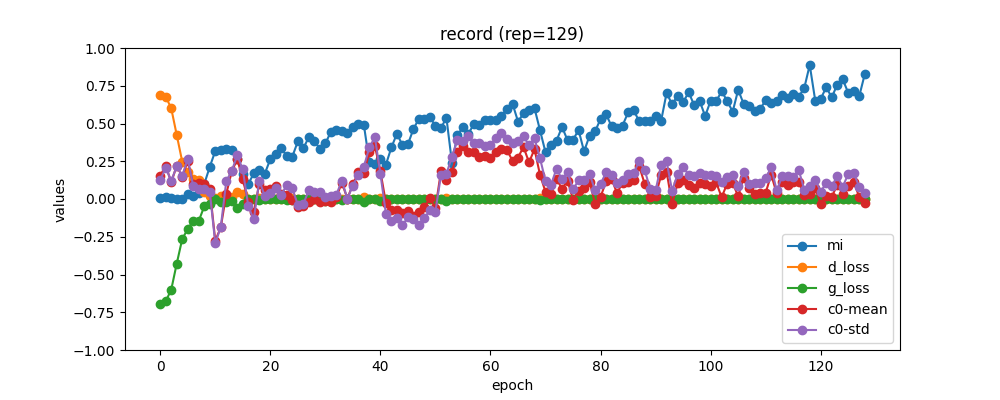 record (rep=129)
1.00
0.75
0.50
0.25
0.00
−0.25
−0.50
−0.75
−1.00
values
0 20 40 60 80 100 120
epoch
mi
d_loss
g_loss
c0-mean
c0-std